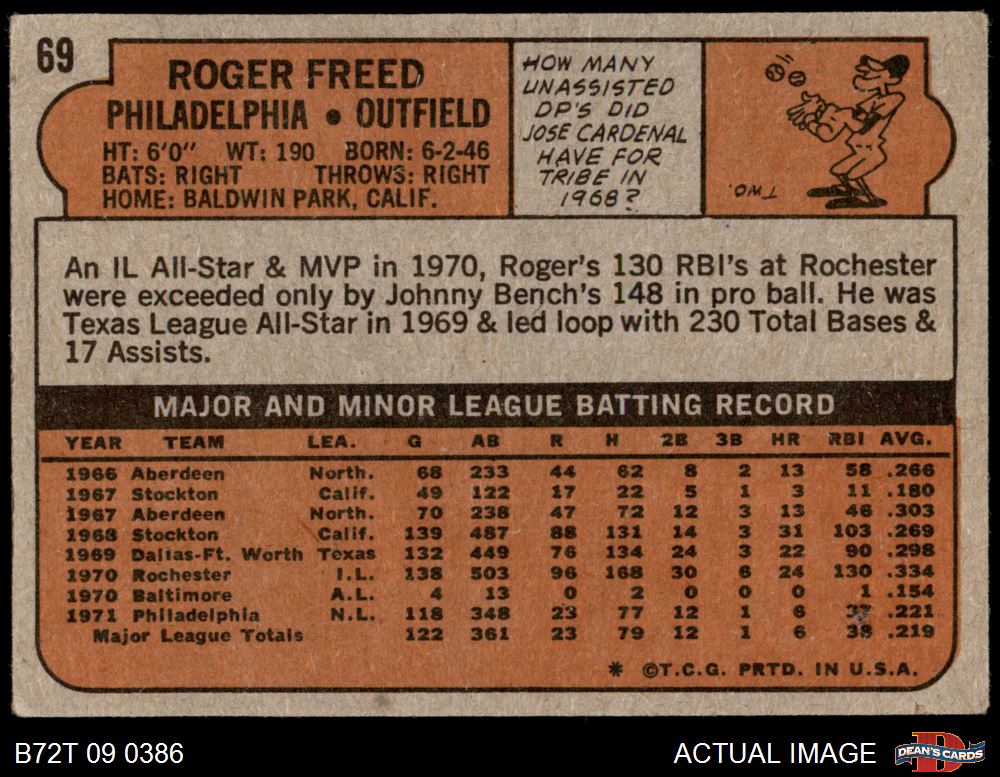 69
ROGER FREED
PHILADELPHIA • OUTFIELD
HT: 6'0" WT: 190 BORN: 6-2-46
BATS: RIGHT THROWS: RIGHT
HOME: BALDWIN PARK, CALIF.
HOW MANY
UNASSISTED
DP'S DID
JOSE CARDENAL
HAVE FOR
TRIBE IN
1968?
TWO.
An IL All-Star & MVP in 1970, Roger's 130 RBI's at Rochester
were exceeded only by Johnny Bench's 148 in pro ball. He was
Texas League All-Star in 1969 & led loop with 230 Total Bases &
17 Assists.
MAJOR AND MINOR LEAGUE BATTING RECORD
YEAR TEAM LEA. G AB R H 2B 3B HR RBI AVG.
1966 Aberdeen North. 68 233 44 62 8 2 13 58 .266
1967 Stockton Calif. 49 122 17 22 5 1 3 11 .180
1967 Aberdeen North. 70 238 47 72 12 3 13 46 .303
1968 Stockton Calif. 139 487 88 131 14 3 31 103 .269
1969 Dallas-Ft. Worth Texas 132 449 76 134 24 3 22 90 .298
1970 Rochester I.L. 138 503 96 168 30 6 24 130 .334
1970 Baltimore A.L. 4 13 0 2 0 0 0 1 .154
1971 Philadelphia N.L. 118 348 23 77 12 1 6 37 .221
Major League Totals 122 361 23 79 12 1 6 38 .219
* ©T.C.G. PRTD. IN U.S.A.
B72T 09 0386
ACTUAL IMAGE
D
DEAN'S CARDS